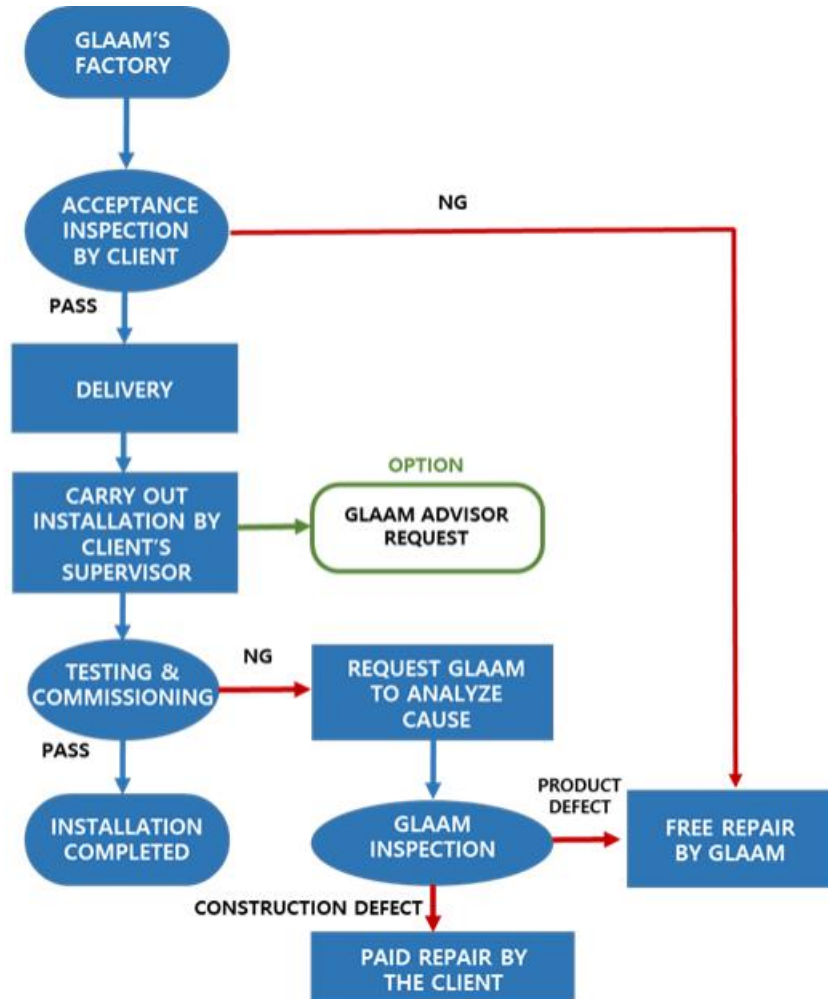 GLAAM'S
FACTORY
ACCEPTANCE
INSPECTION
BY CLIENT
NG
PASS
DELIVERY
OPTION
CARRY OUT
INSTALLATION BY
CLIENT'S
SUPERVISOR
GLAAM ADVISOR
REQUEST
TESTING &
COMMISSIONING
NG
REQUEST GLAAM
TO ANALYZE
CAUSE
PASS
INSTALLATION
COMPLETED
GLAAM
INSPECTION
PRODUCT
DEFECT
FREE REPAIR
BY GLAAM
CONSTRUCTION DEFECT
PAID REPAIR BY
THE CLIENT